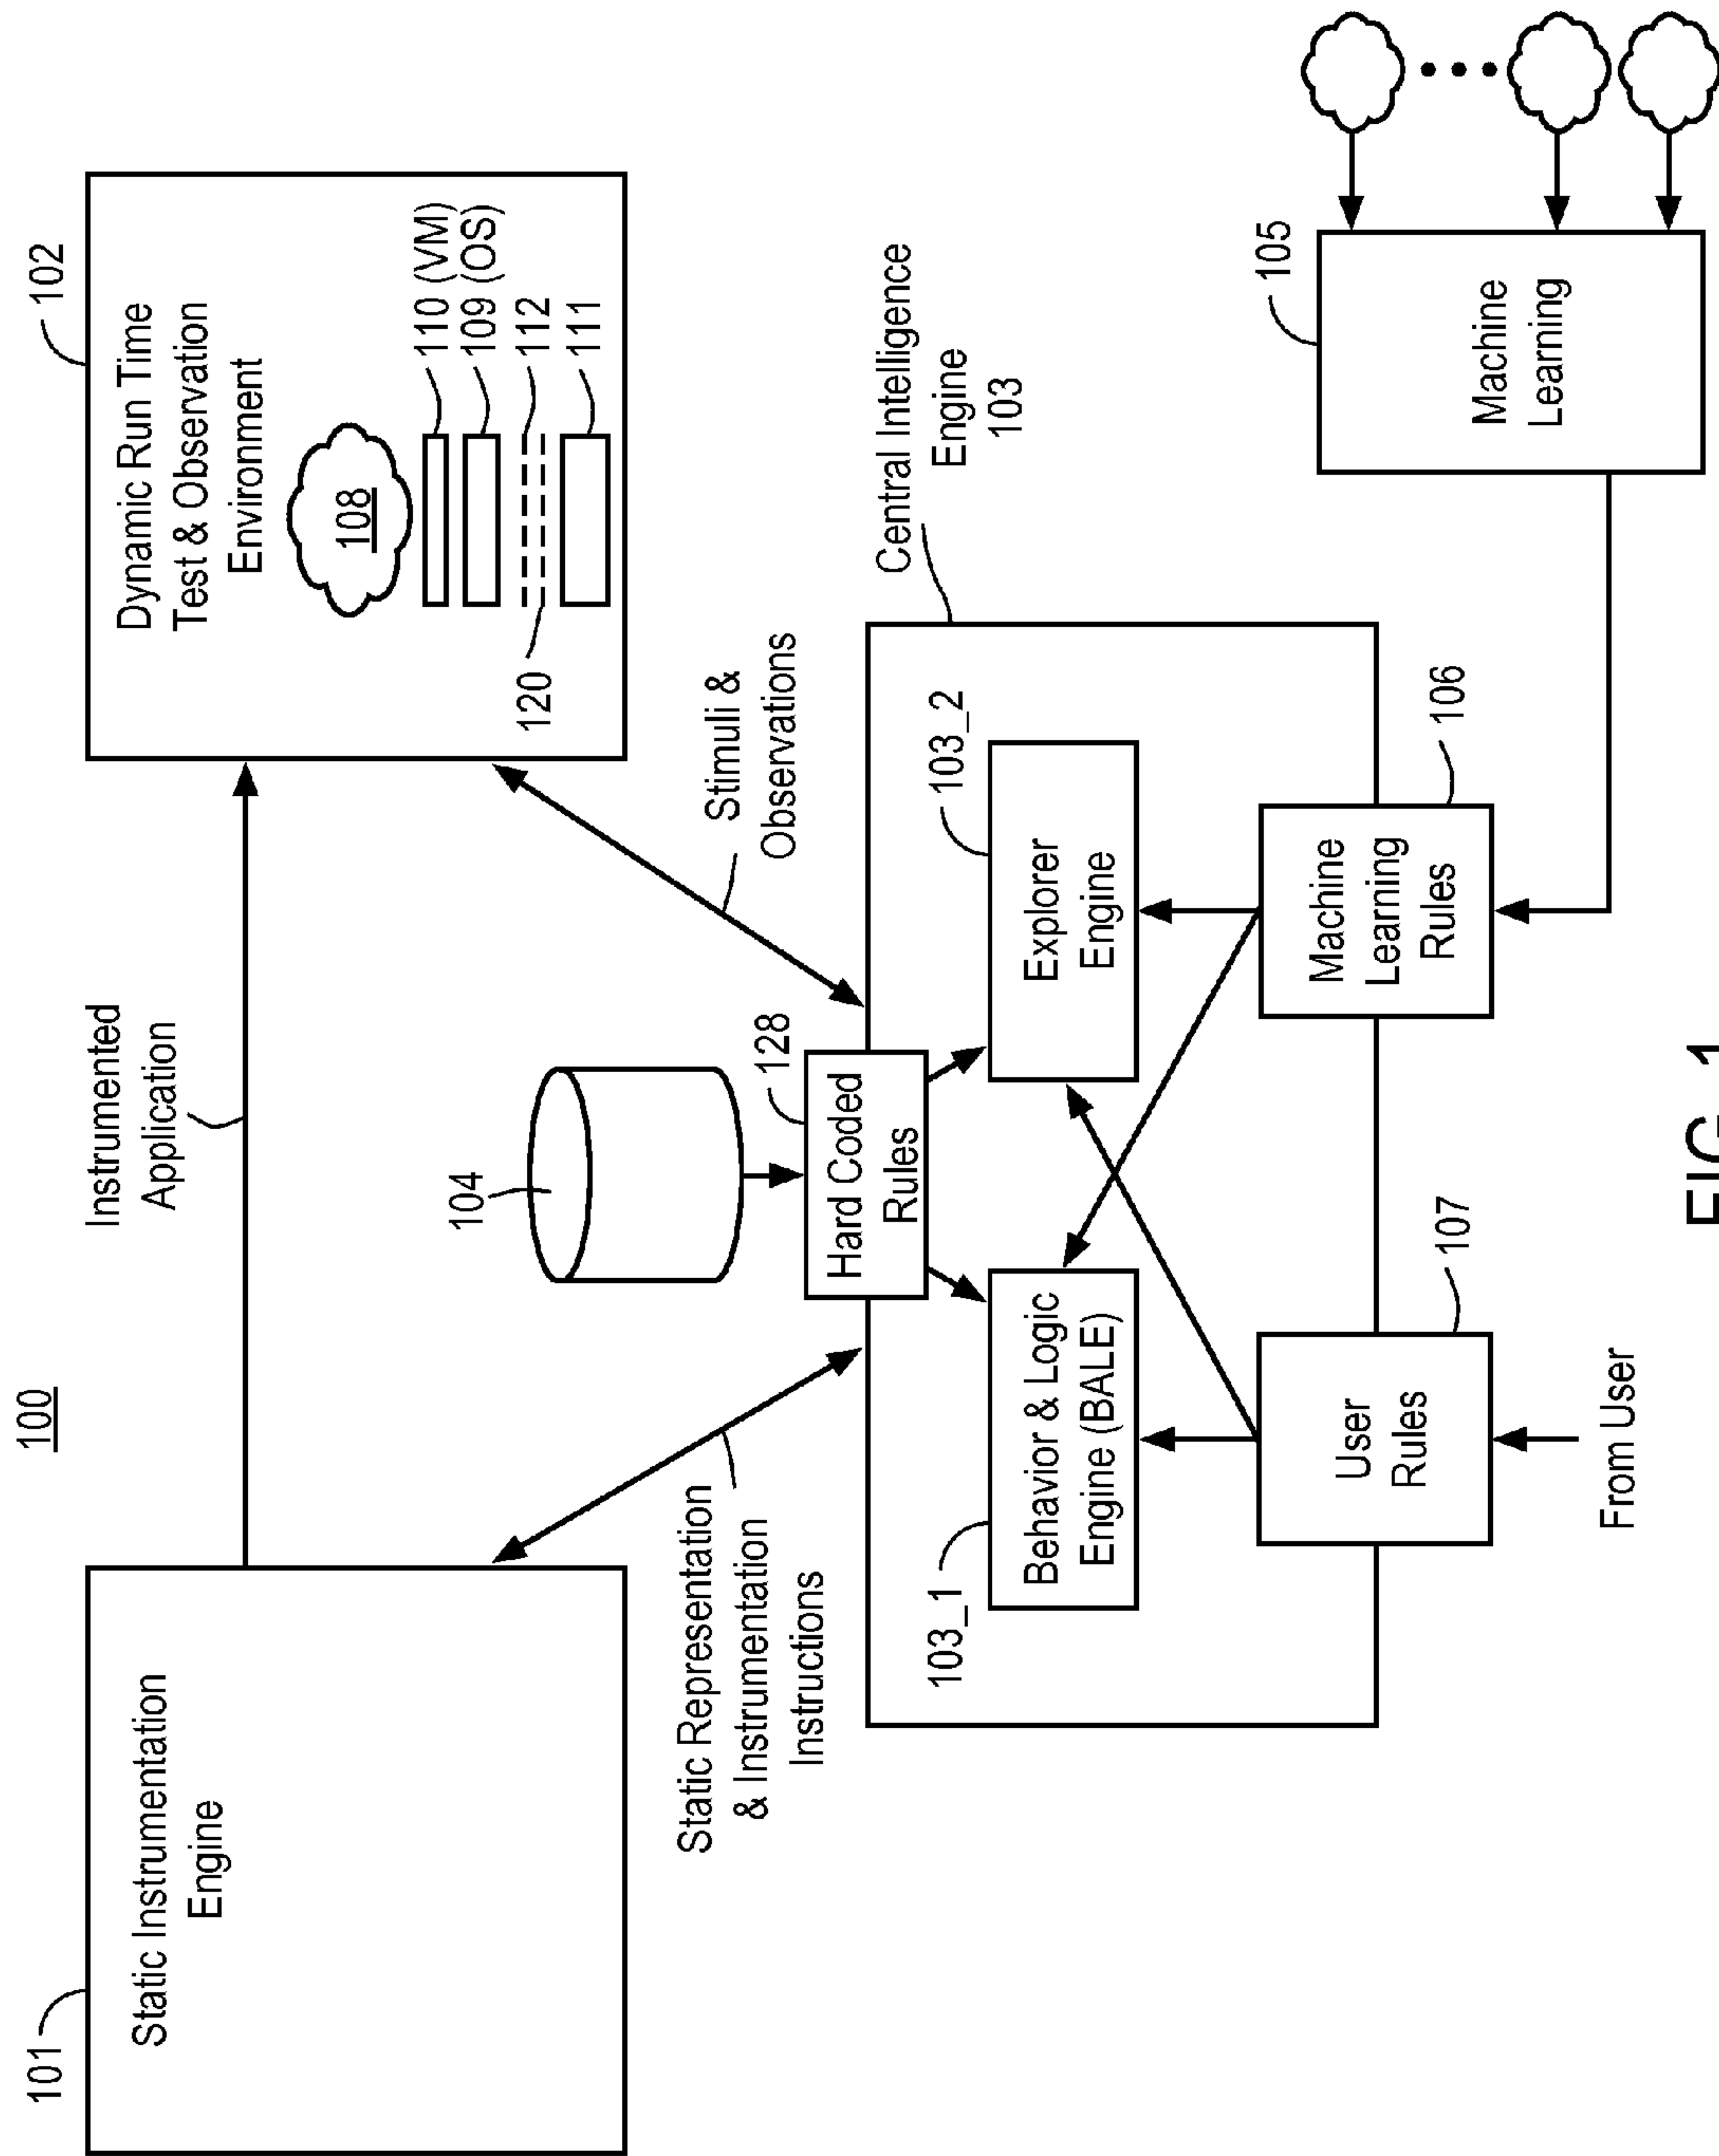 100
101
Static Instrumentation
Engine
Instrumented
Application
102
Dynamic Run Time
Test & Observation
Environment
108
110 (VM)
109 (OS)
112
111
120
Static Representation
& Instrumentation
Instructions
104
Stimuli &
Observations
128
Hard Coded
Rules
Central Intelligence
Engine
103
103_1
Behavior & Logic
Engine (BALE)
103_2
Explorer
Engine
User
Rules
107
From User
Machine
Learning
Rules
106
105
Machine
Learning
FIG. 1